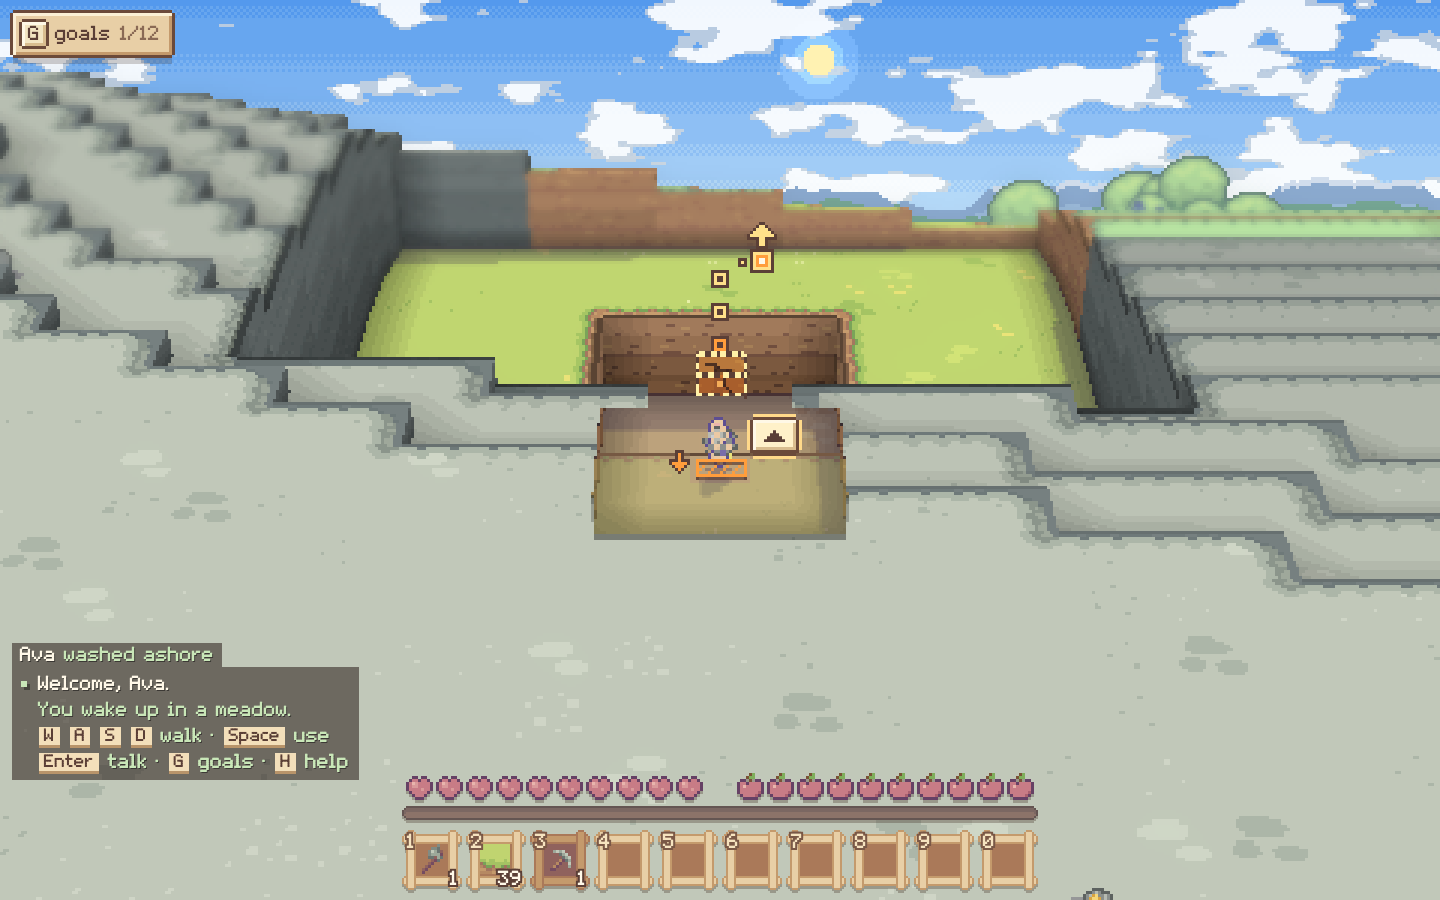 G goals 1/12
Ava washed ashore
Welcome, Ava.
You wake up in a meadow.
W A S D walk · Space use
Enter talk · G goals · H help
1 2 3 4 5 6 7 8 9 0
1 39 1